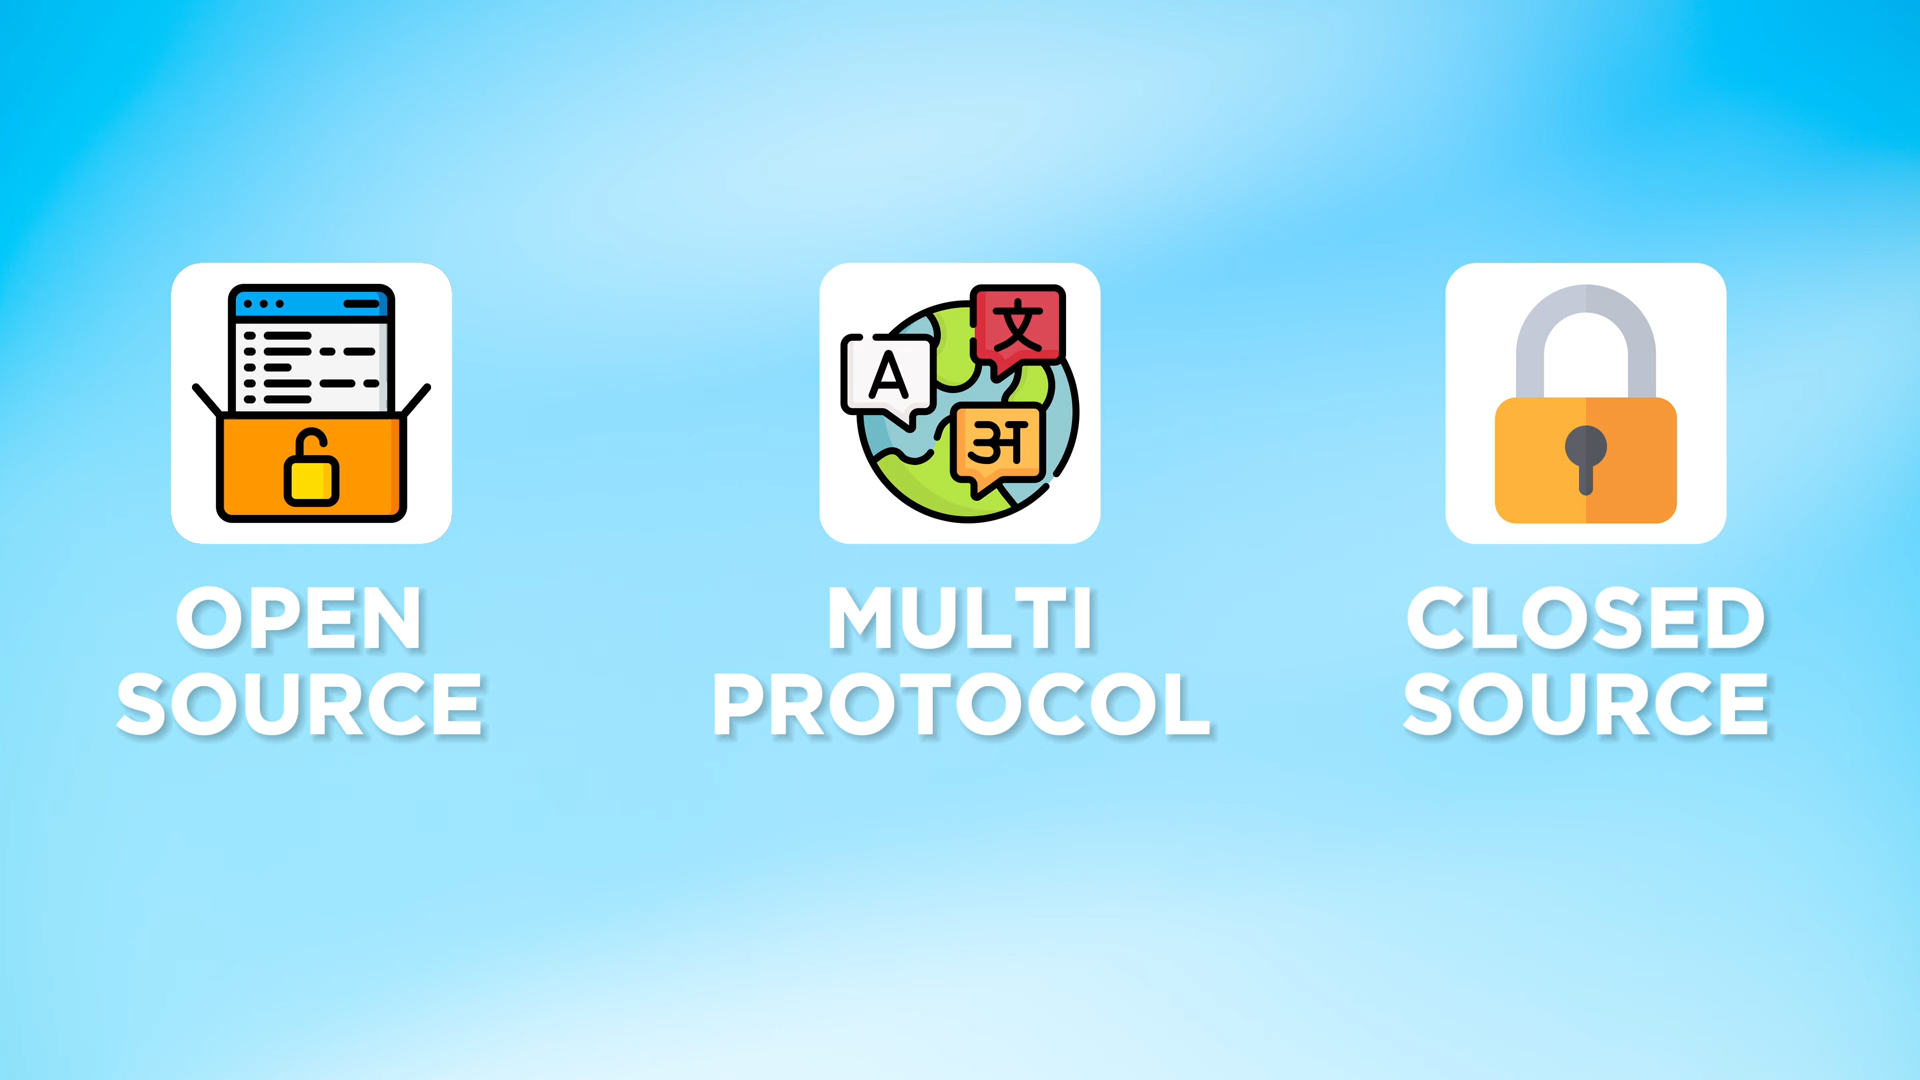 A
文
अ
OPEN
SOURCE
MULTI
PROTOCOL
CLOSED
SOURCE